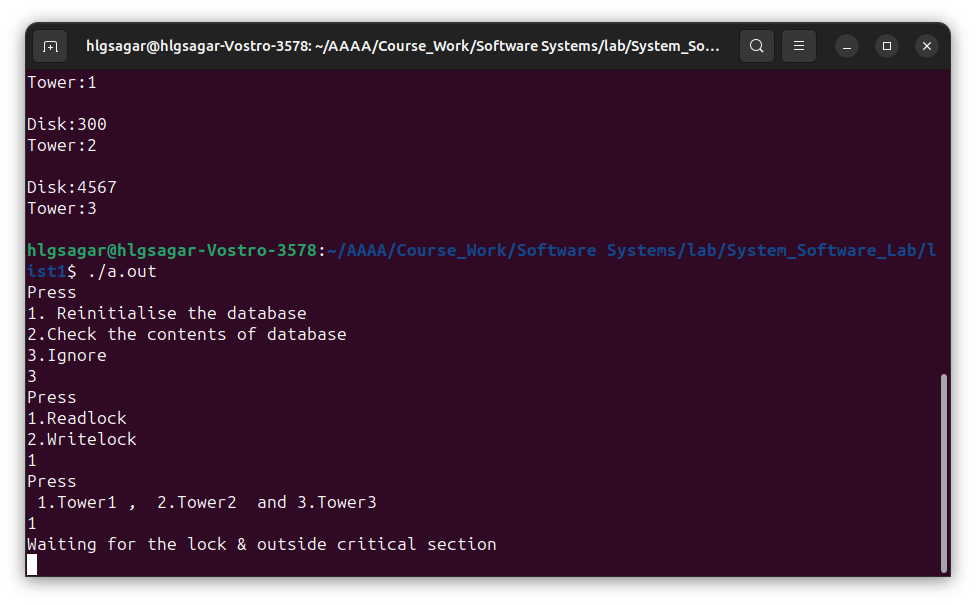 hlgsagar@hlgsagar-Vostro-3578: ~/AAAA/Course_Work/Software Systems/lab/System_So...
Tower:1
Disk:300
Tower:2
Disk:4567
Tower:3
hlgsagar@hlgsagar-Vostro-3578:~/AAAA/Course_Work/Software Systems/lab/System_Software_Lab/l
ist1$ ./a.out
Press
1. Reinitialise the database
2.Check the contents of database
3.Ignore
3
Press
1.Readlock
2.Writelock
1
Press
 1.Tower1 ,  2.Tower2  and 3.Tower3
1
Waiting for the lock & outside critical section